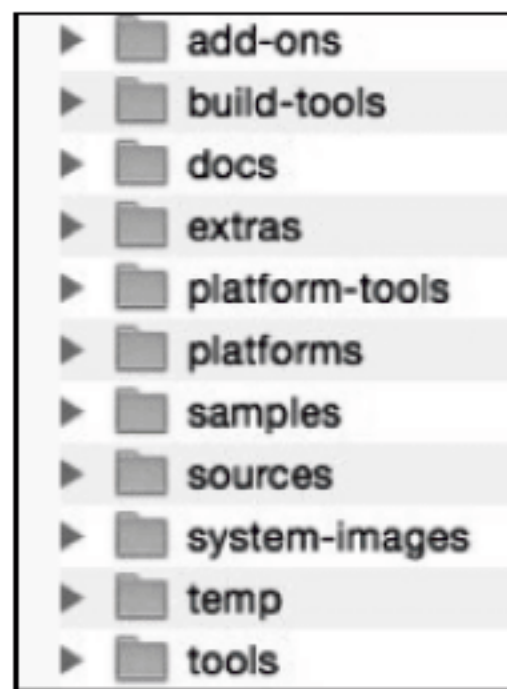 add-ons
build-tools
docs
extras
platform-tools
platforms
samples
sources
system-images
temp
tools